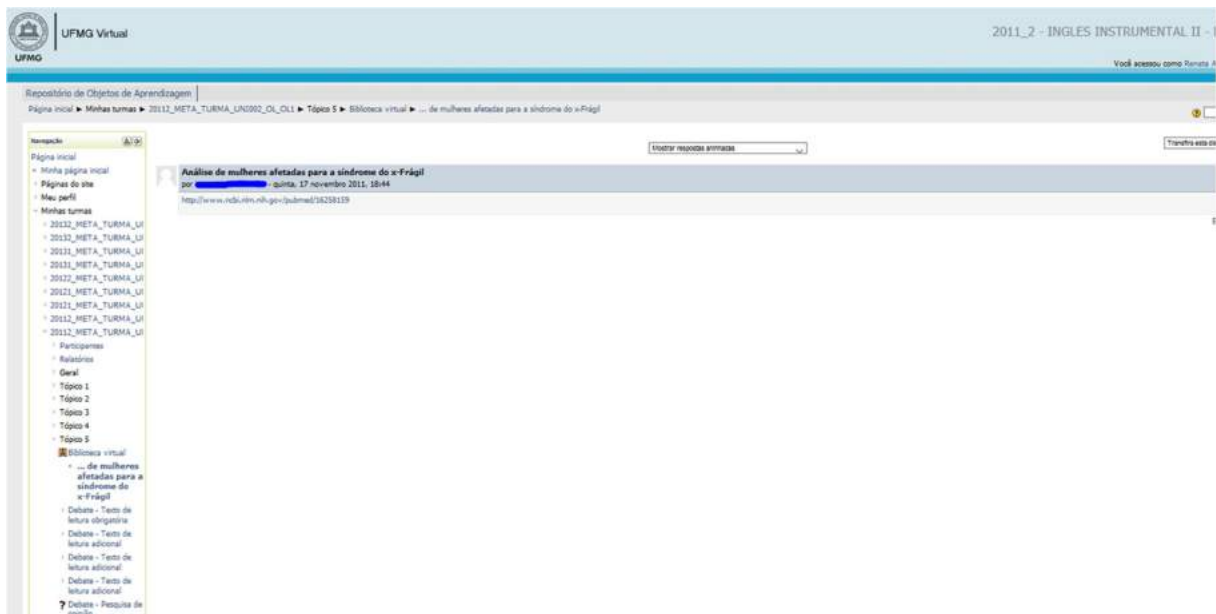 UFMG Virtual
UFMG
2011_2 - INGLES INSTRUMENTAL II -
Você acessou como Renata
Repositório de Objetos de Aprendizagem
Página inicial ► Minhas turmas ► 20112_META_TURMA_UNI002_OL_OL1 ► Tópico 5 ► Biblioteca virtual ► ... de mulheres afetadas para a síndrome do x-Frágil
Navegação
Mostrar respostas aninhadas
Transfira esta
Página inicial
Minha página inicial
Páginas do site
Meu perfil
Minhas turmas
20132_META_TURMA_U
20132_META_TURMA_U
20131_META_TURMA_U
20131_META_TURMA_U
20122_META_TURMA_U
20121_META_TURMA_U
20121_META_TURMA_U
20112_META_TURMA_U
20112_META_TURMA_U
Participantes
Relatórios
Geral
Tópico 1
Tópico 2
Tópico 3
Tópico 4
Tópico 5
Biblioteca virtual
... de mulheres
afetadas para a
síndrome do
x-Frágil
Debate - Texto de
leitura obrigatória
Debate - Texto de
leitura adicional
Debate - Texto de
leitura adicional
Debate - Texto de
leitura adicional
Debate - Pesquisa de
Análise de mulheres afetadas para a síndrome do x-Frágil
por - quinta, 17 novembro 2011, 18:44
http://www.ncbi.nlm.nih.gov/pubmed/16258159